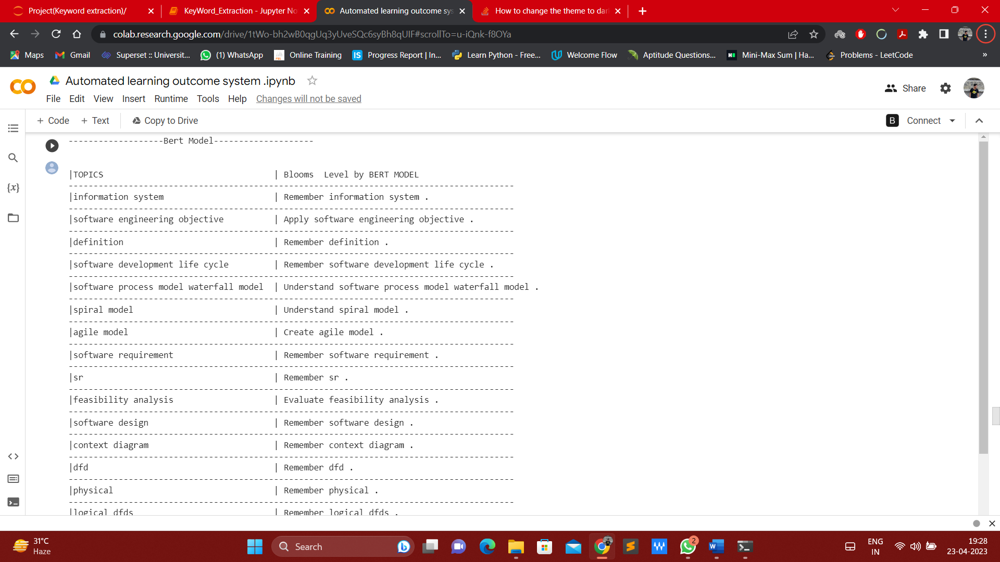 Project(Keyword extraction)/
KeyWord_Extraction - Jupyter No
Automated learning outcome sys
How to change the theme to dar
colab.research.google.com/drive/1tWo-bh2wB0qgUq3yUveSQc6syBh8qUIF#scrollTo=u-iQnk-f8OYa
Maps Gmail Superset :: Universit... (1) WhatsApp Online Training Progress Report | In... Learn Python - Free... Welcome Flow Aptitude Questions... Mini-Max Sum | Ha... Problems - LeetCode »
Automated learning outcome system .ipynb
File Edit View Insert Runtime Tools Help Changes will not be saved
Share
+ Code + Text Copy to Drive
B Connect
-------------------Bert Model--------------------
|TOPICS | Blooms Level by BERT MODEL
|information system | Remember information system .
|software engineering objective | Apply software engineering objective .
|definition | Remember definition .
|software development life cycle | Remember software development life cycle .
|software process model waterfall model | Understand software process model waterfall model .
|spiral model | Understand spiral model .
|agile model | Create agile model .
|software requirement | Remember software requirement .
|sr | Remember sr .
|feasibility analysis | Evaluate feasibility analysis .
|software design | Remember software design .
|context diagram | Remember context diagram .
|dfd | Remember dfd .
|physical | Remember physical .
|logical dfds | Remember logical dfds .
31°C
Haze
Search
2
ENG
IN
19:28
23-04-2023